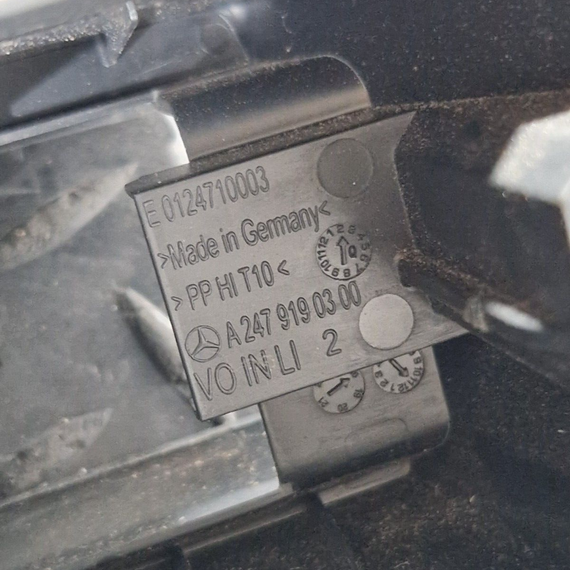 E 0124710003
>Made in Germany<
>PP HI T10<
A 247 919 03 00
VO IN LI 2